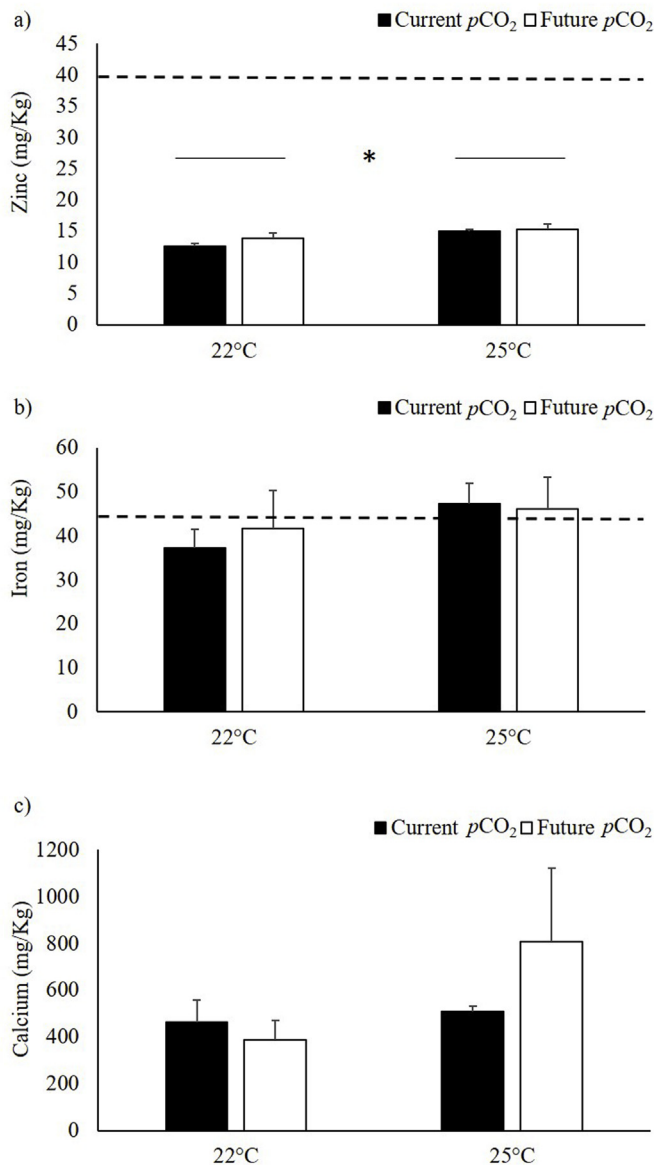 a)
Current pCO₂ Future pCO₂
45
40
35
30
25
20
15
10
5
0
Zinc (mg/Kg)
*
22°C 25°C
b)
Current pCO₂ Future pCO₂
60
50
40
30
20
10
0
Iron (mg/Kg)
22°C 25°C
c)
Current pCO₂ Future pCO₂
1200
1000
800
600
400
200
0
Calcium (mg/Kg)
22°C 25°C